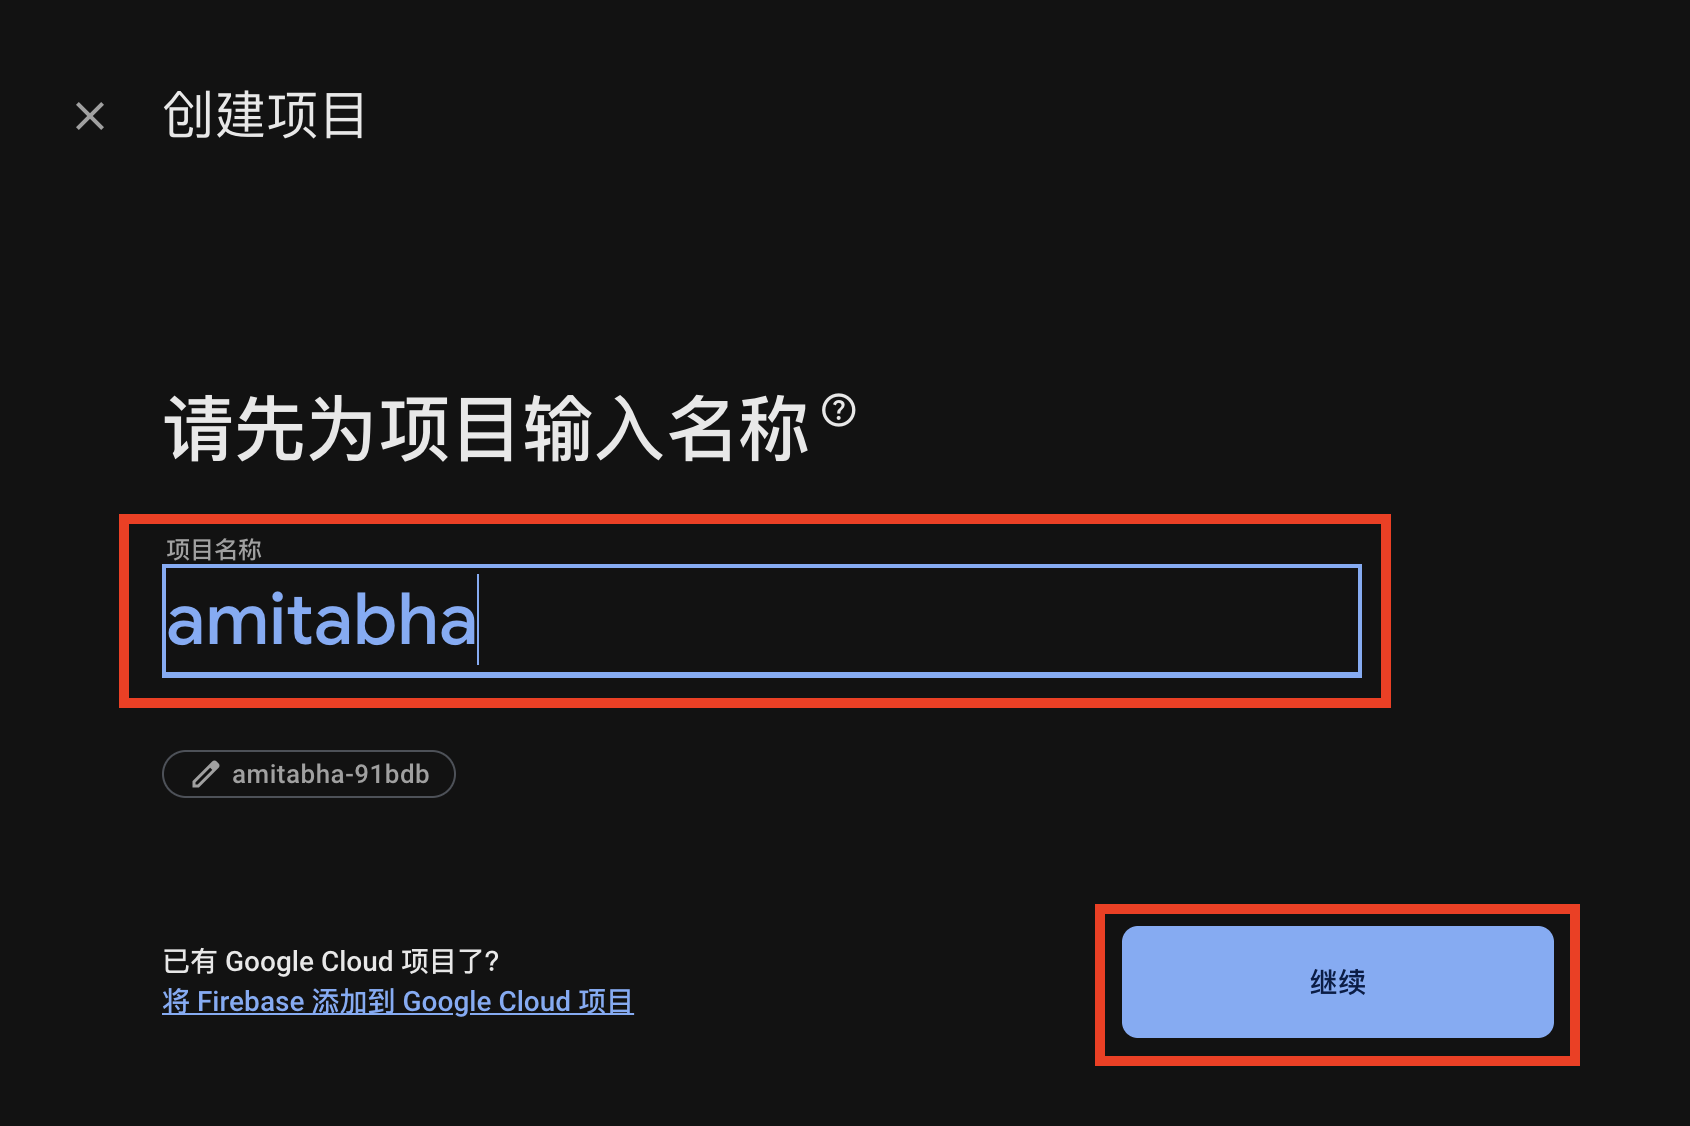 创建项目
请先为项目输入名称
项目名称
amitabha
amitabha-91bdb
已有 Google Cloud 项目了?
将 Firebase 添加到 Google Cloud 项目
继续